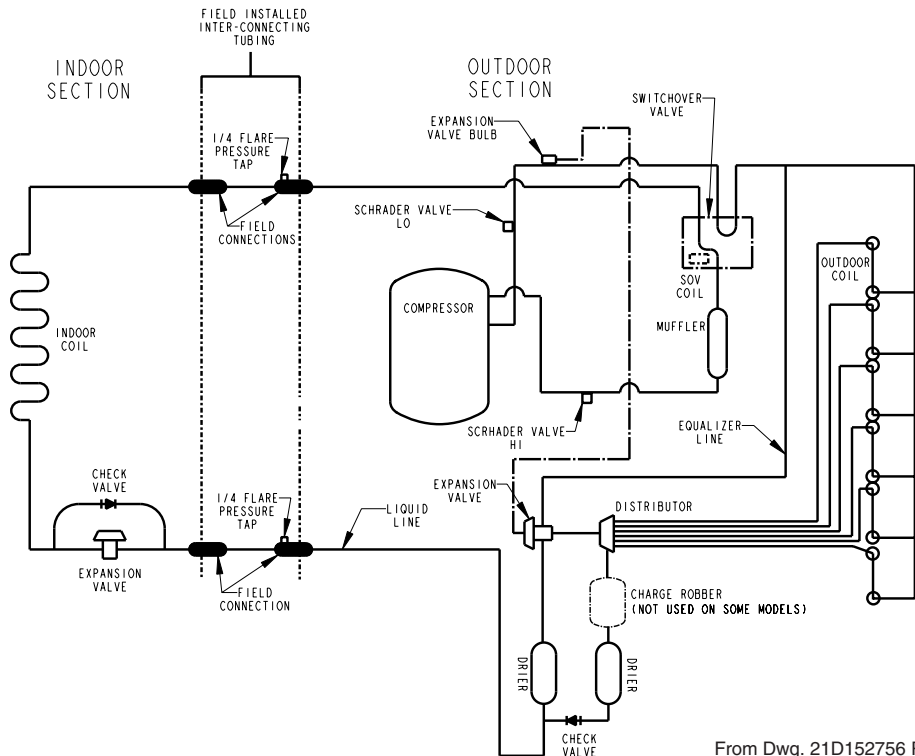 FIELD INSTALLED
INTER-CONNECTING
TUBING
INDOOR
SECTION
OUTDOOR
SECTION
SWITCHOVER
VALVE
EXPANSION
VALVE BULB
1/4 FLARE
PRESSURE
TAP
SCHRADER VALVE
LO
FIELD
CONNECTIONS
OUTDOOR
COIL
SOV
COIL
COMPRESSOR
MUFFLER
INDOOR
COIL
SCRHADER VALVE
HI
EQUALIZER
LINE
CHECK
VALVE
1/4 FLARE
PRESSURE
TAP
LIQUID
LINE
EXPANSION
VALVE
DISTRIBUTOR
EXPANSION
VALVE
FIELD
CONNECTION
CHARGE ROBBER
(NOT USED ON SOME MODELS)
DRIER
DRIER
CHECK
VALVE
From Dwg. 21D152756